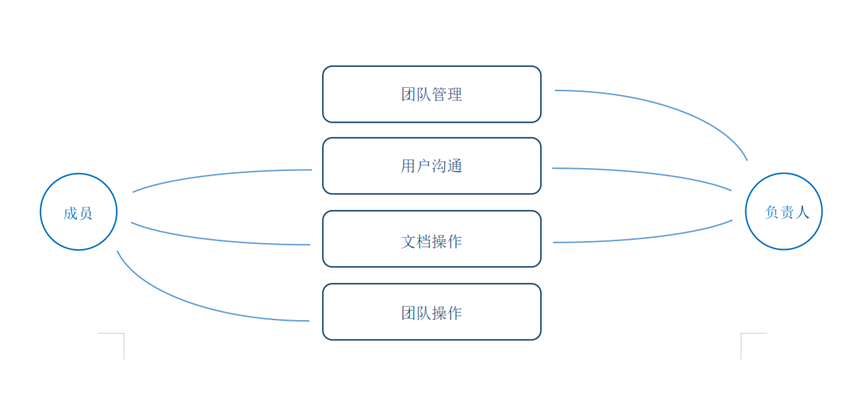 团队管理
用户沟通
成员
负责人
文档操作
团队操作